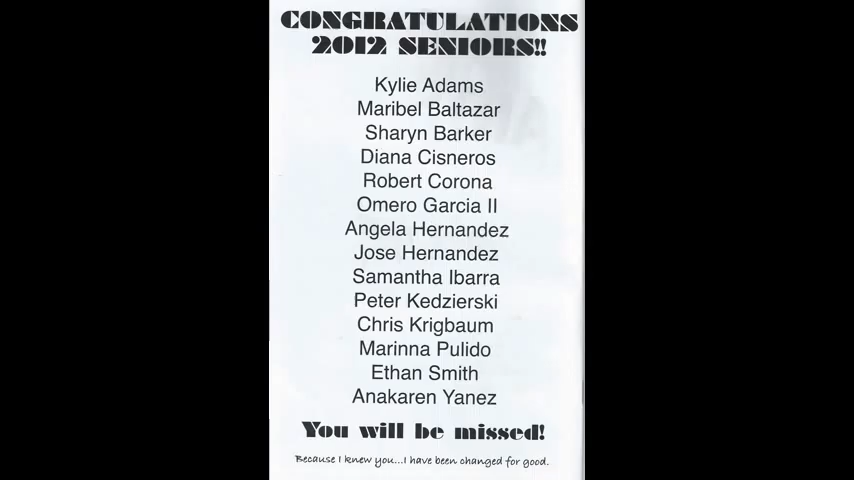 CONGRATULATIONS
2012 SENIORS!!
Kylie Adams
Maribel Baltazar
Sharyn Barker
Diana Cisneros
Robert Corona
Omero Garcia II
Angela Hernandez
Jose Hernandez
Samantha Ibarra
Peter Kedzierski
Chris Krigbaum
Marinna Pulido
Ethan Smith
Anakaren Yanez
You will be missed!
Because I knew you...I have been changed for good.